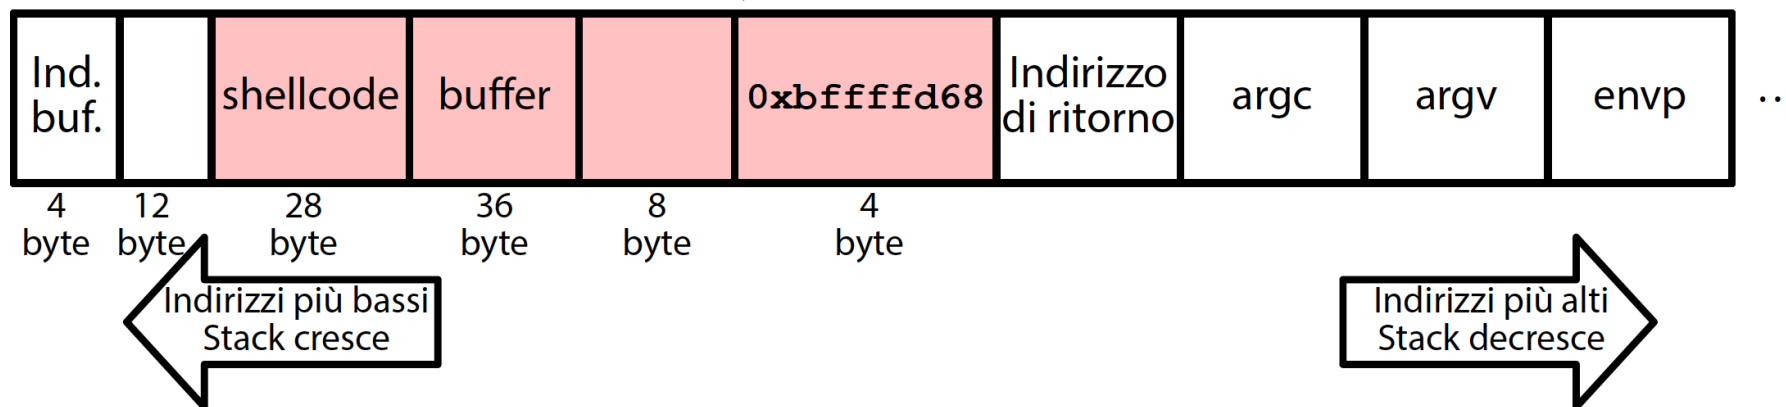 Ind.
buf.
shellcode
buffer
0xbffffd68
Indirizzo
di ritorno
argc
argv
envp
..
4
byte
12
byte
28
byte
36
byte
8
byte
4
byte
Indirizzi più bassi
Stack cresce
Indirizzi più alti
Stack decresce